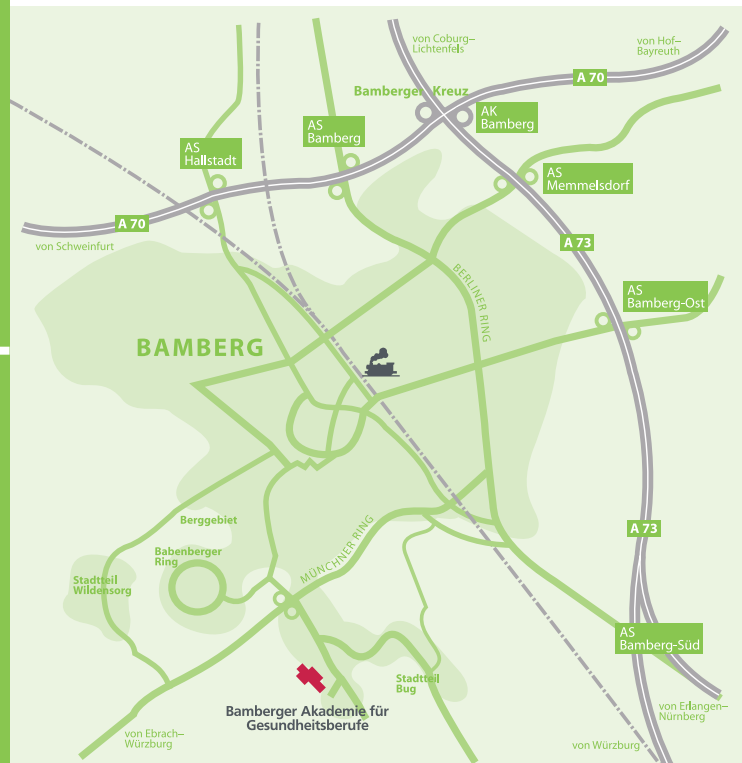 von Coburg–
Lichtenfels
von Hof–
Bayreuth
A 70
Bamberger Kreuz
AK
Bamberg
AS
Bamberg
AS
Hallstadt
AS
Memmelsdorf
A 70
von Schweinfurt
A 73
BERLINER RING
AS
Bamberg-Ost
BAMBERG
Berggebiet
MÜNCHNER RING
A 73
Babenberger
Ring
Stadtteil
Wildensorg
AS
Bamberg-Süd
Stadtteil
Bug
Bamberger Akademie für
Gesundheitsberufe
von Erlangen–
Nürnberg
von Ebrach–
Würzburg
von Würzburg